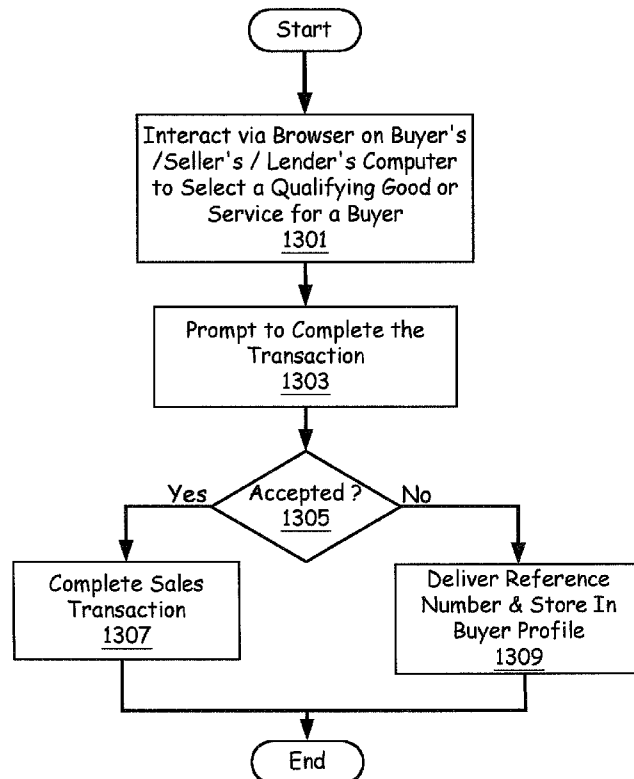 Start
Interact via Browser on Buyer's
/Seller's / Lender's Computer
to Select a Qualifying Good or
Service for a Buyer
1301
Prompt to Complete the
Transaction
1303
Accepted ?
1305
Yes
No
Complete Sales
Transaction
1307
Deliver Reference
Number & Store In
Buyer Profile
1309
End